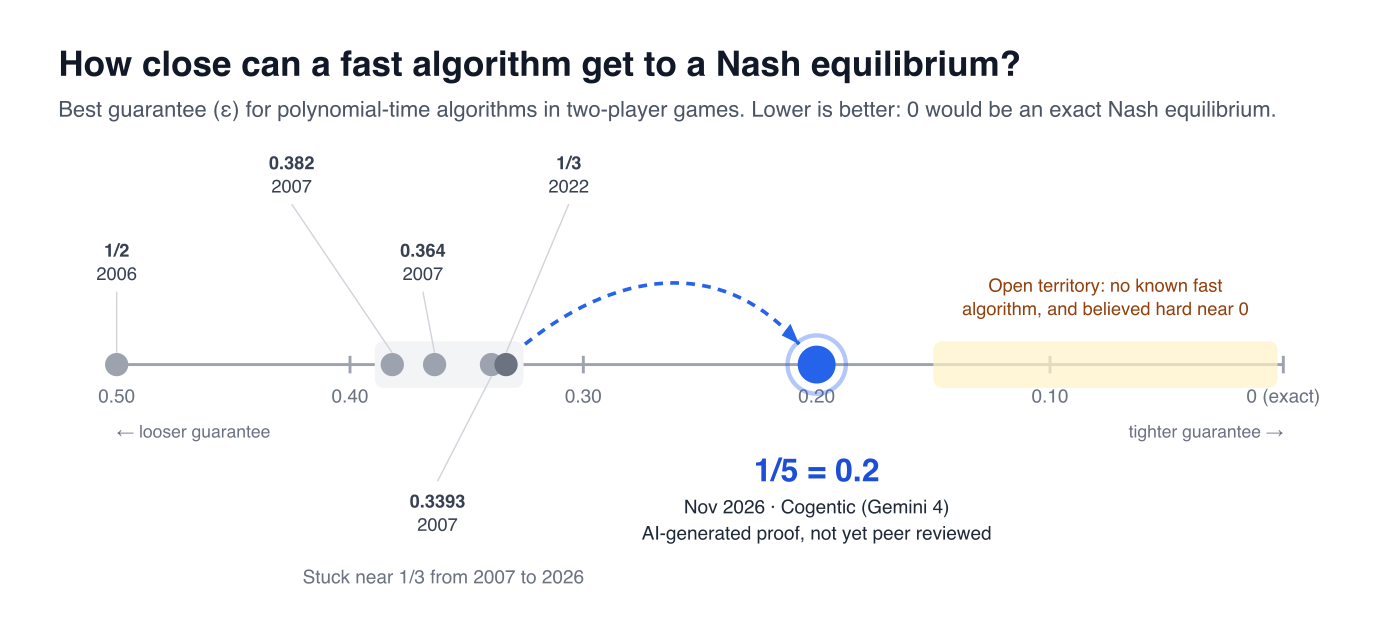 How close can a fast algorithm get to a Nash equilibrium?
Best guarantee (ε) for polynomial-time algorithms in two-player games. Lower is better: 0 would be an exact Nash equilibrium.
0.382
2007
1/3
2022
1/2
2006
0.364
2007
Open territory: no known fast
algorithm, and believed hard near 0
0.50
0.40
0.30
0.20
0.10
0 (exact)
← looser guarantee
tighter guarantee →
1/5 = 0.2
Nov 2026 · Cogentic (Gemini 4)
AI-generated proof, not yet peer reviewed
0.3393
2007
Stuck near 1/3 from 2007 to 2026